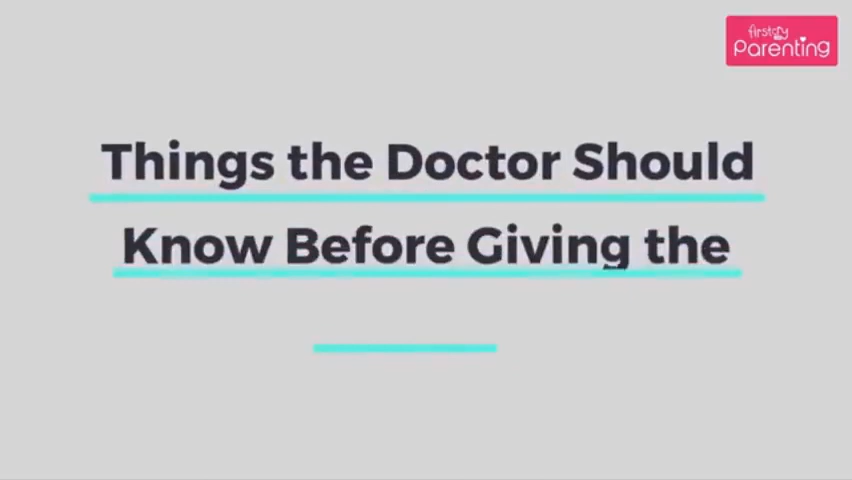 firstcry
Parenting
Things the Doctor Should
Know Before Giving the